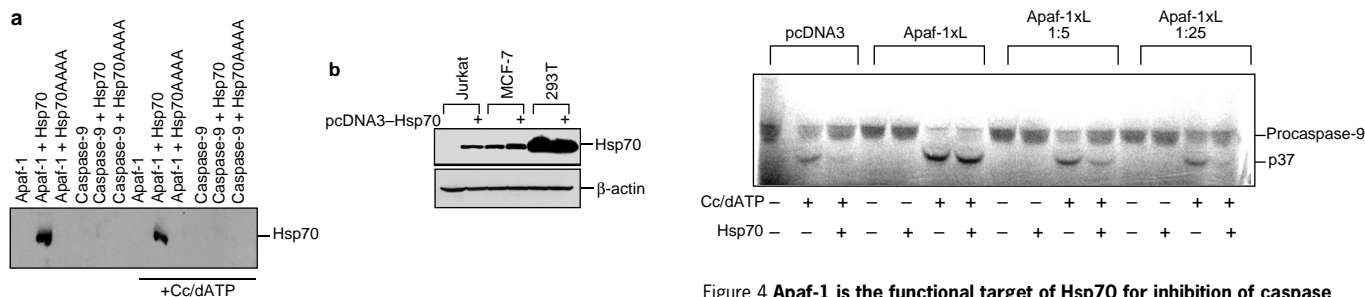 a
Apaf-1
Apaf-1 + Hsp70
Apaf-1 + Hsp70AAAA
Caspase-9
Caspase-9 + Hsp70
Caspase-9 + Hsp70AAAA
Apaf-1
Apaf-1 + Hsp70
Apaf-1 + Hsp70AAAA
Caspase-9
Caspase-9 + Hsp70
Caspase-9 + Hsp70AAAA
Hsp70
+Cc/dATP
b
Jurkat
MCF-7
293T
pcDNA3–Hsp70 + + +
Hsp70
β-actin
pcDNA3 Apaf-1xL Apaf-1xL 1:5 Apaf-1xL 1:25
Procaspase-9
p37
Cc/dATP – + + – – + + – – + + – – + +
Hsp70 – – + – + – + – + – + – + – +
Figure 4 Apaf-1 is the functional target of Hsp70 for inhibition of caspase